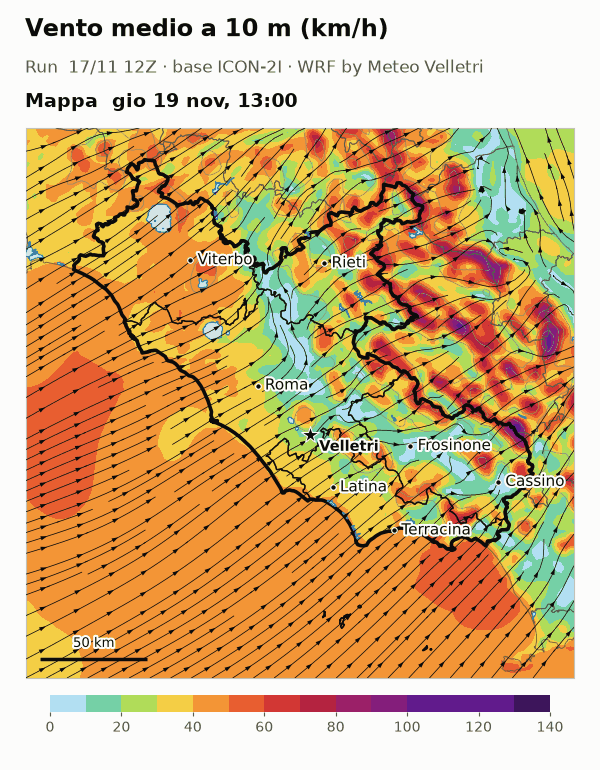 Vento medio a 10 m (km/h)
Run  17/11 12Z · base ICON-2I · WRF by Meteo Velletri
Mappa  gio 19 nov, 13:00
Viterbo
Rieti
Roma
Velletri
Frosinone
Latina
Cassino
Terracina
50 km
0 20 40 60 80 100 120 140